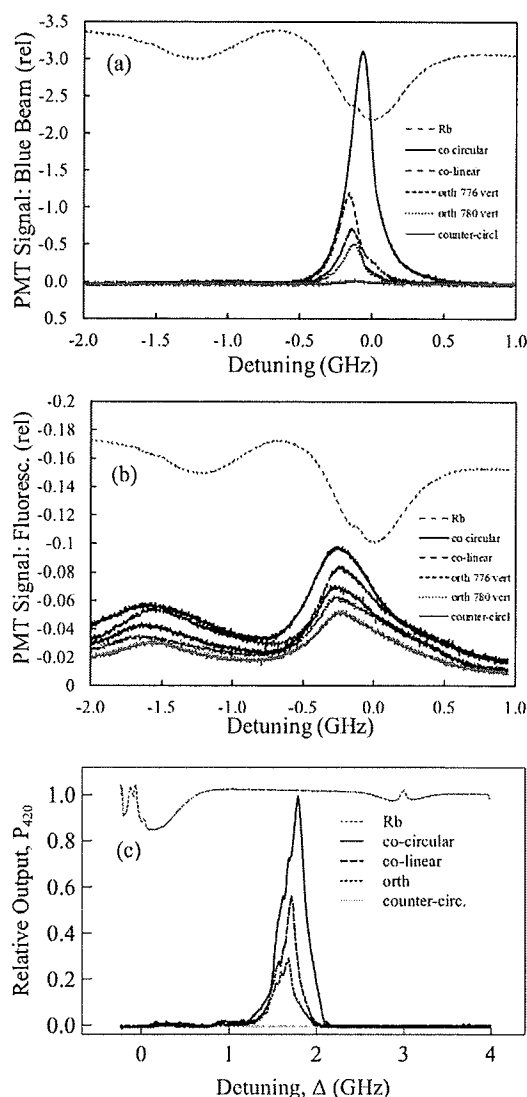 -3.5
-3.0
-2.5
-2.0
-1.5
-1.0
-0.5
0.0
0.5
PMT Signal: Blue Beam (rel)
(a)
Rb
co circular
co-linear
orth 776 vert
orth 780 vert
counter-circl
-2.0 -1.5 -1.0 -0.5 0.0 0.5 1.0
Detuning (GHz)
-0.2
-0.18
-0.16
-0.14
-0.12
-0.1
-0.08
-0.06
-0.04
-0.02
0
PMT Signal: Fluoresc. (rel)
(b)
Rb
co circular
co-linear
orth 776 vert
orth 780 vert
counter-circl
-2.0 -1.5 -1.0 -0.5 0.0 0.5 1.0
Detuning (GHz)
1.0
0.8
0.6
0.4
0.2
0.0
Relative Output, P420
(c)
Rb
co-circular
co-linear
orth
counter-circ.
0 1 2 3 4
Detuning, Δ (GHz)